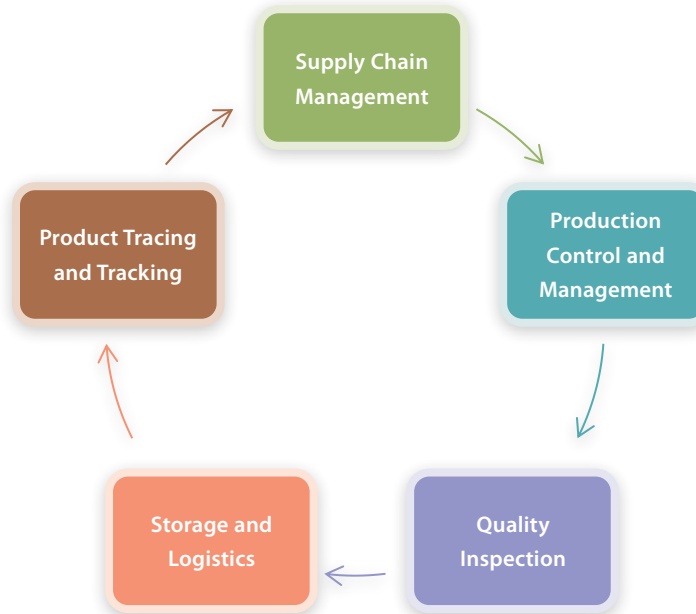 Supply Chain
Management
Production
Control and
Management
Quality
Inspection
Storage and
Logistics
Product Tracing
and Tracking